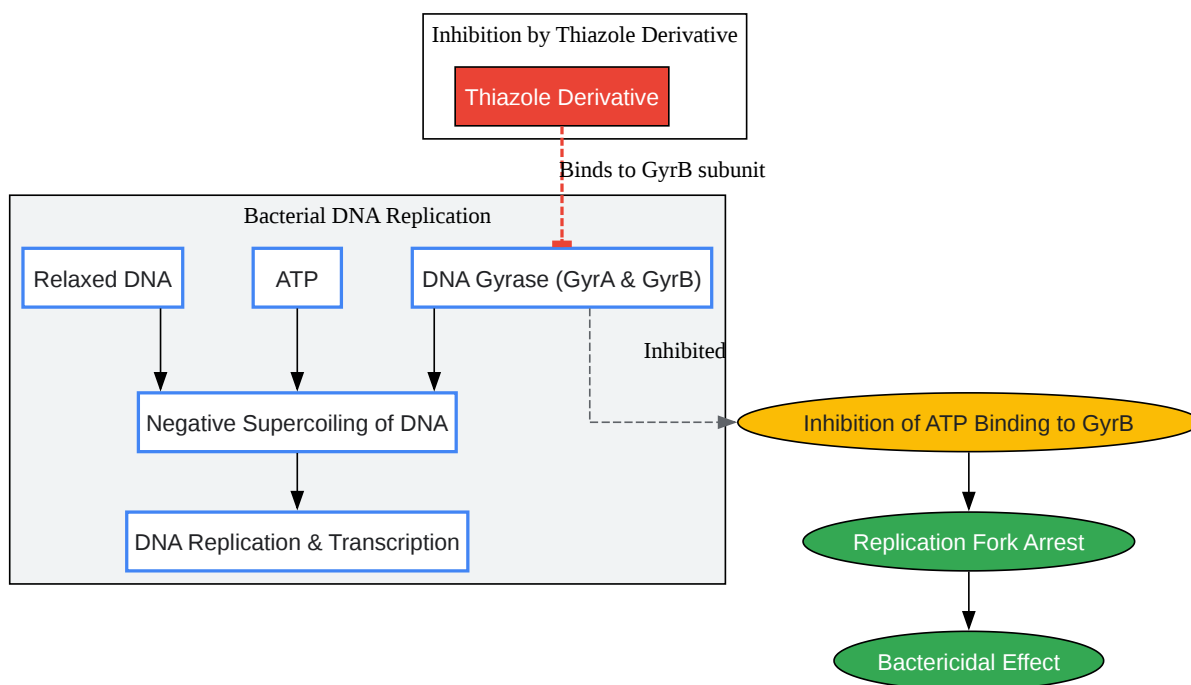 Inhibition by Thiazole Derivative
Thiazole Derivative
Binds to GyrB subunit
Bacterial DNA Replication
Relaxed DNA
ATP
DNA Gyrase (GyrA & GyrB)
Inhibited
Negative Supercoiling of DNA
Inhibition of ATP Binding to GyrB
DNA Replication & Transcription
Replication Fork Arrest
Bactericidal Effect